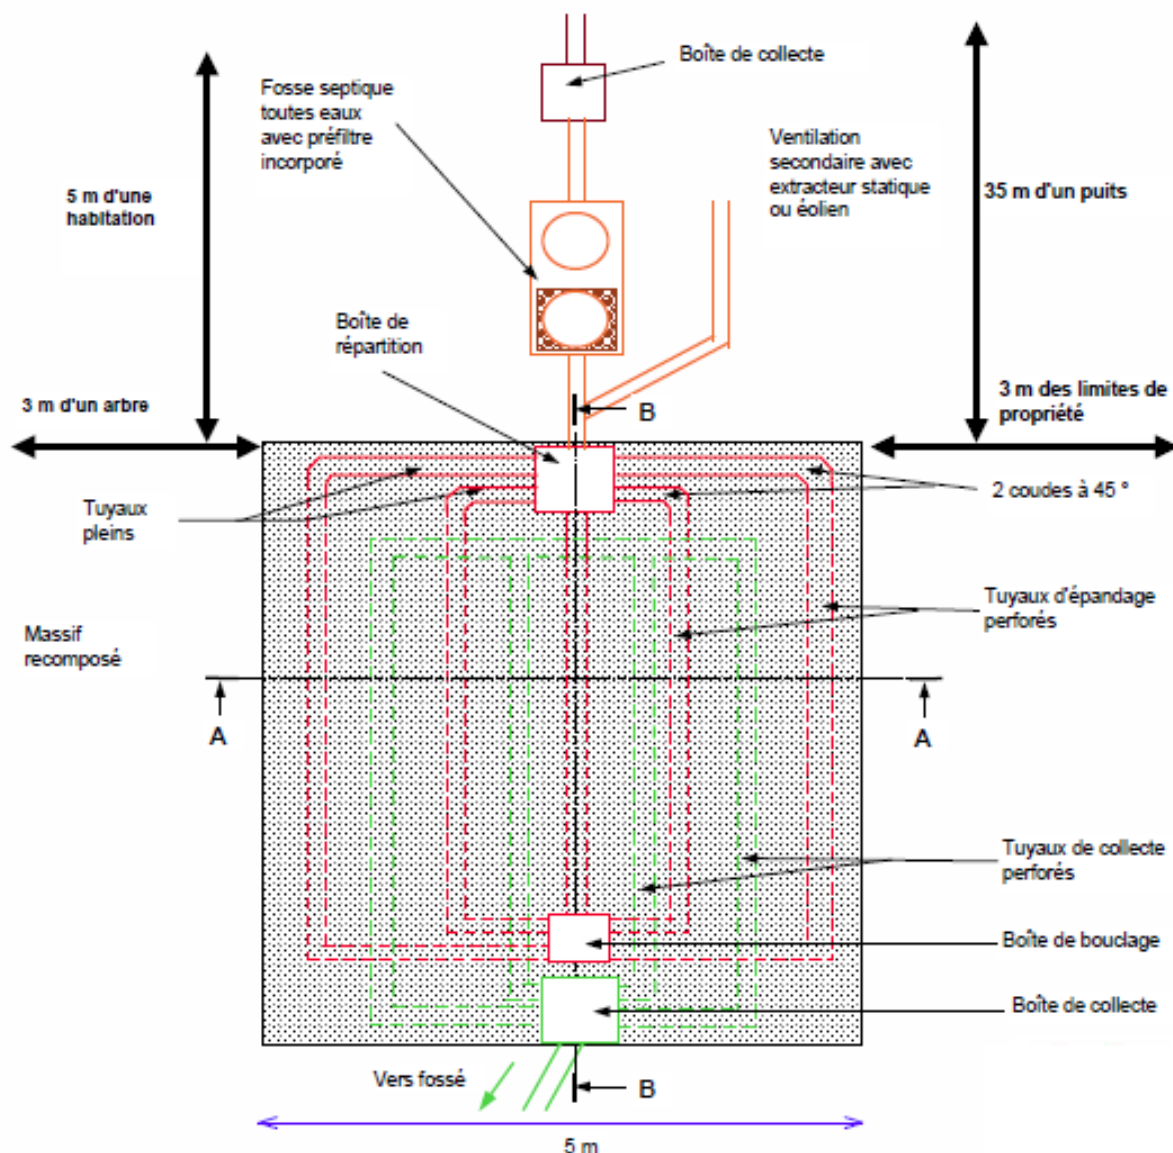 Boîte de collecte
Fosse septique
toutes eaux
avec préfiltre
incorporé
Ventilation
secondaire avec
extracteur statique
ou éolien
5 m d'une
habitation
35 m d'un puits
Boîte de
répartition
3 m d'un arbre
B
3 m des limites de
propriété
Tuyaux
pleins
2 coudes à 45 °
Tuyaux d'épandage
perforés
Massif
recomposé
A
A
Tuyaux de collecte
perforés
Boîte de bouclage
Boîte de collecte
Vers fossé
B
5 m